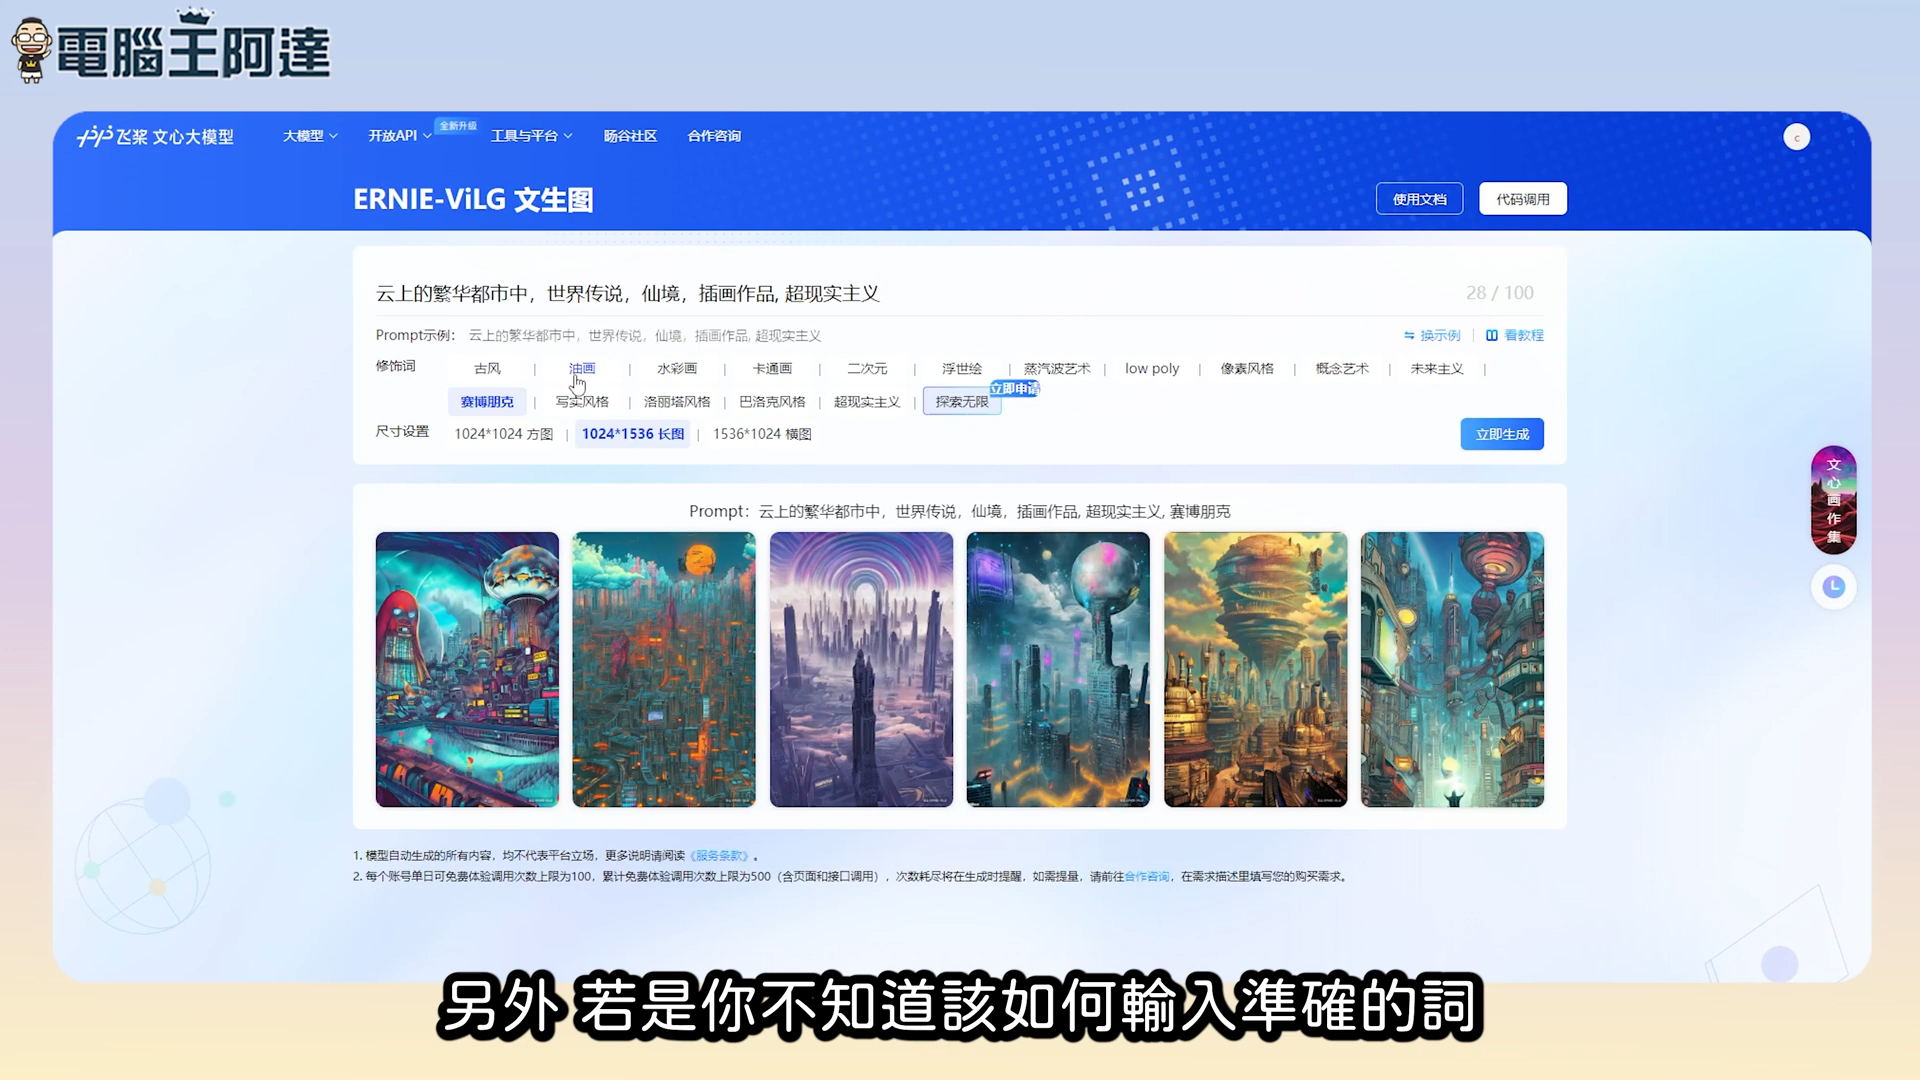 電腦王阿達
飞桨 文心大模型
大模型
开放API
全新升级
工具与平台
旸谷社区
合作咨询
c
ERNIE-ViLG 文生图
使用文档
代码调用
云上的繁华都市中，世界传说，仙境，插画作品, 超现实主义
28 / 100
Prompt示例： 云上的繁华都市中，世界传说，仙境，插画作品, 超现实主义
换示例 | 看教程
修饰词 古风 | 油画 | 水彩画 | 卡通画 | 二次元 | 浮世绘 | 蒸汽波艺术 | low poly | 像素风格 | 概念艺术 | 未来主义 |
立即申请
赛博朋克 | 写实风格 | 洛丽塔风格 | 巴洛克风格 | 超现实主义 | 探索无限
尺寸设置 1024*1024 方图 | 1024*1536 长图 | 1536*1024 横图
立即生成
文心画作集
Prompt：云上的繁华都市中，世界传说，仙境，插画作品, 超现实主义, 赛博朋克
1. 模型自动生成的所有内容，均不代表平台立场，更多说明请阅读《服务条款》。
2. 每个账号单日可免费体验调用次数上限为100，累计免费体验调用次数上限为500（含页面和接口调用），次数耗尽将在生成时提醒，如需提量，请前往合作咨询，在需求描述里填写您的购买需求。
另外 若是你不知道該如何輸入準確的詞